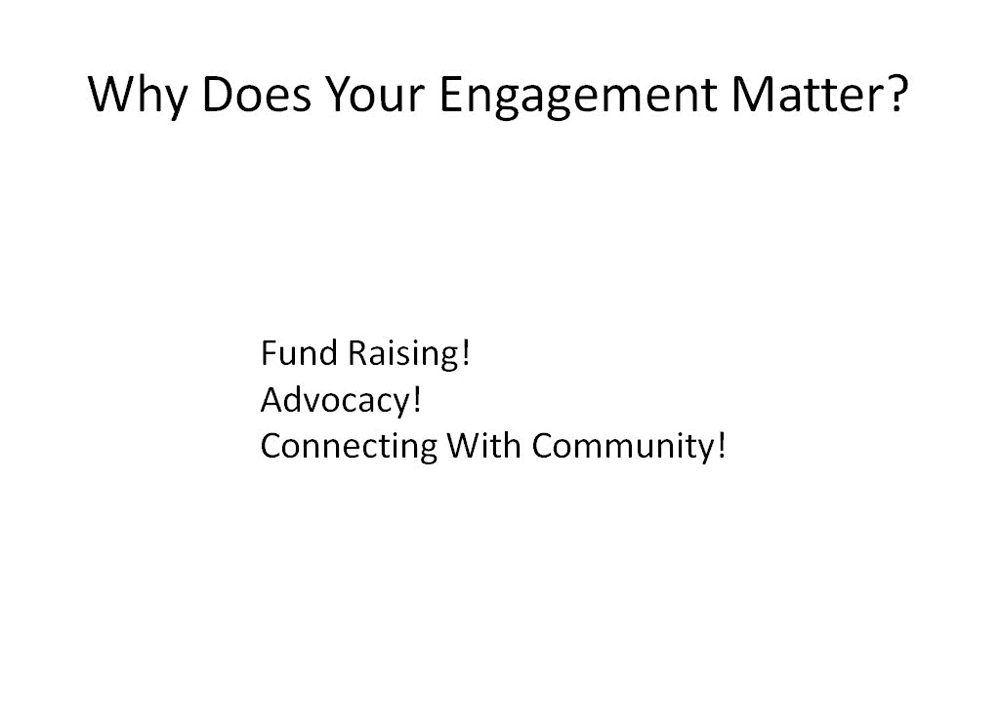 Why Does Your Engagement Matter?
Fund Raising!
Advocacy!
Connecting With Community!